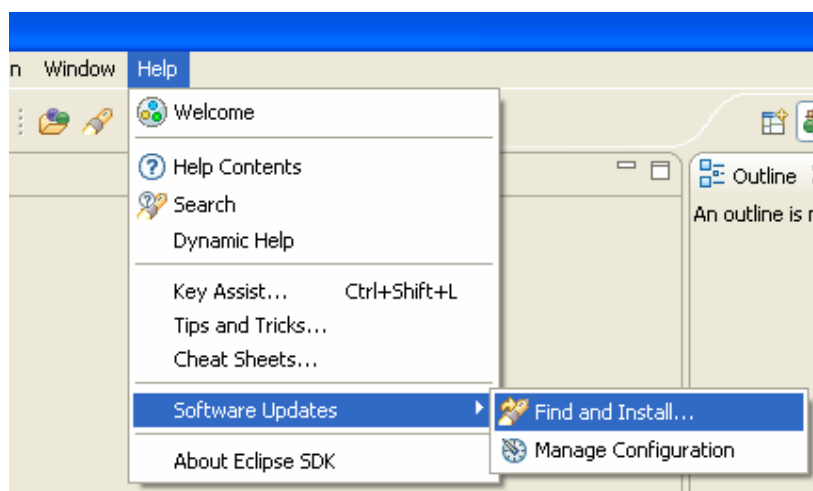 n Window Help
Welcome
Help Contents
Outline
Search
An outline is
Dynamic Help
Key Assist... Ctrl+Shift+L
Tips and Tricks...
Cheat Sheets...
Software Updates
Find and Install...
Manage Configuration
About Eclipse SDK